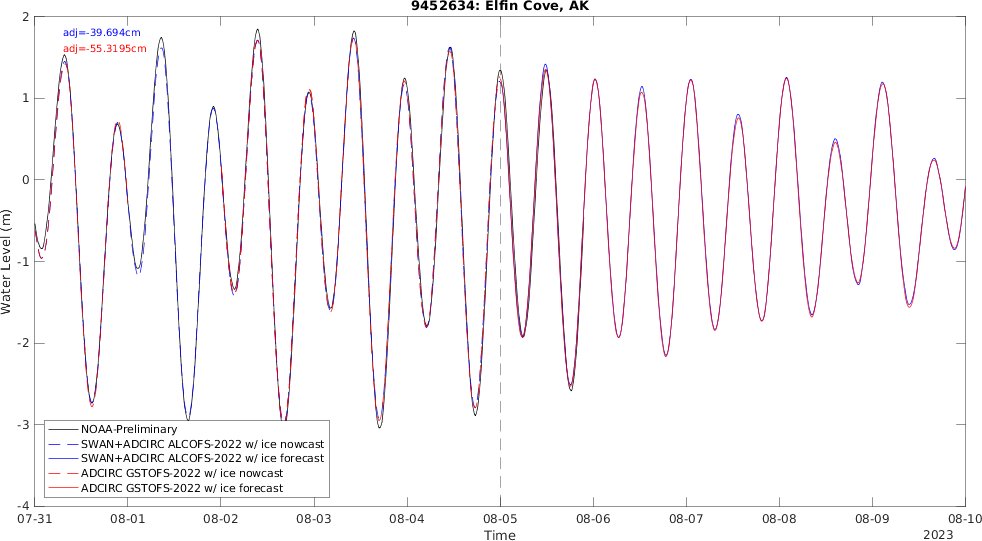 9452634: Elfin Cove, AK
adj=-39.694cm
adj=-55.3195cm
Water Level (m)
2
1
0
-1
-2
-3
-4
NOAA-Preliminary
SWAN+ADCIRC ALCOFS-2022 w/ ice nowcast
SWAN+ADCIRC ALCOFS-2022 w/ ice forecast
ADCIRC GSTOFS-2022 w/ ice nowcast
ADCIRC GSTOFS-2022 w/ ice forecast
07-31 08-01 08-02 08-03 08-04 08-05 08-06 08-07 08-08 08-09 08-10
Time
2023